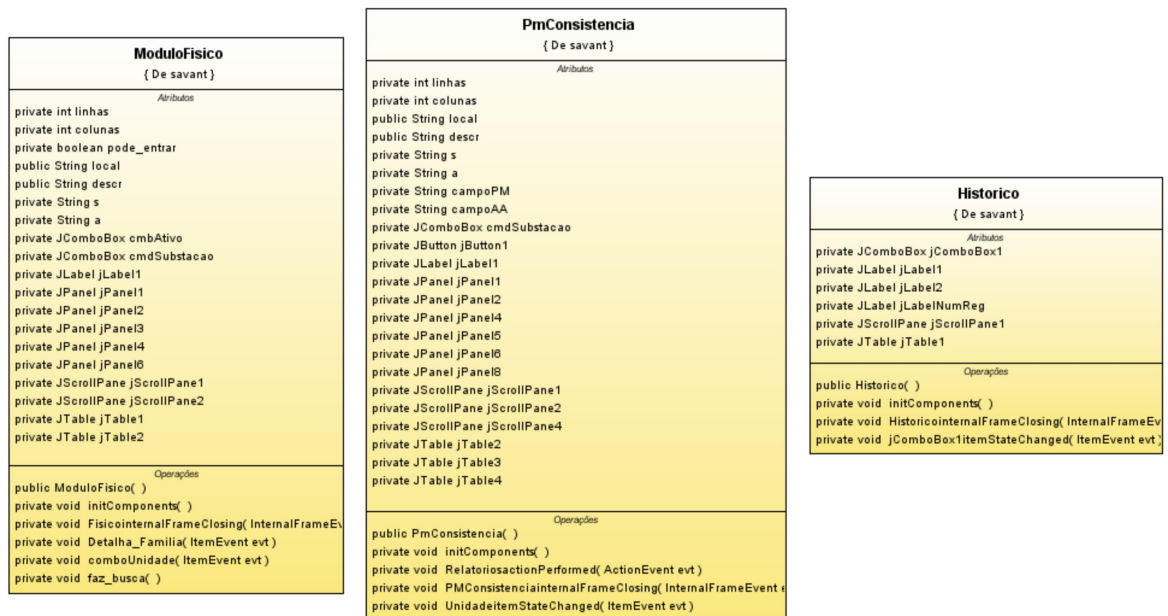 ModuloFisico
{ De savant }
Atributos
private int linhas
private int colunas
private boolean pode_entrar
public String local
public String descr
private String s
private String a
private JComboBox cmbAtivo
private JComboBox cmdSubstacao
private JLabel jLabel1
private JPanel jPanel1
private JPanel jPanel2
private JPanel jPanel3
private JPanel jPanel4
private JPanel jPanel6
private JScrollPane jScrollPane1
private JScrollPane jScrollPane2
private JTable jTable1
private JTable jTable2
Operações
public ModuloFisico( )
private void initComponents( )
private void FisicointernalFrameClosing( InternalFrameEv
private void Detalha_Familia( ItemEvent evt )
private void comboUnidade( ItemEvent evt )
private void faz_busca( )
PmConsistencia
{ De savant }
Atributos
private int linhas
private int colunas
public String local
public String descr
private String s
private String a
private String campoPM
private String campoAA
private JComboBox cmdSubstacao
private JButton jButton1
private JLabel jLabel1
private JPanel jPanel1
private JPanel jPanel2
private JPanel jPanel4
private JPanel jPanel5
private JPanel jPanel6
private JPanel jPanel8
private JScrollPane jScrollPane1
private JScrollPane jScrollPane2
private JScrollPane jScrollPane4
private JTable jTable2
private JTable jTable3
private JTable jTable4
Operações
public PmConsistencia( )
private void initComponents( )
private void RelatoriosactionPerformed( ActionEvent evt )
private void PMConsistenciainternalFrameClosing( InternalFrameEvent e
private void UnidadeitemStateChanged( ItemEvent evt )
Historico
{ De savant }
Atributos
private JComboBox jComboBox1
private JLabel jLabel1
private JLabel jLabel2
private JLabel jLabelNumReg
private JScrollPane jScrollPane1
private JTable jTable1
Operações
public Historico( )
private void initComponents( )
private void HistoricointernalFrameClosing( InternalFrameEv
private void jComboBox1itemStateChanged( ItemEvent evt )